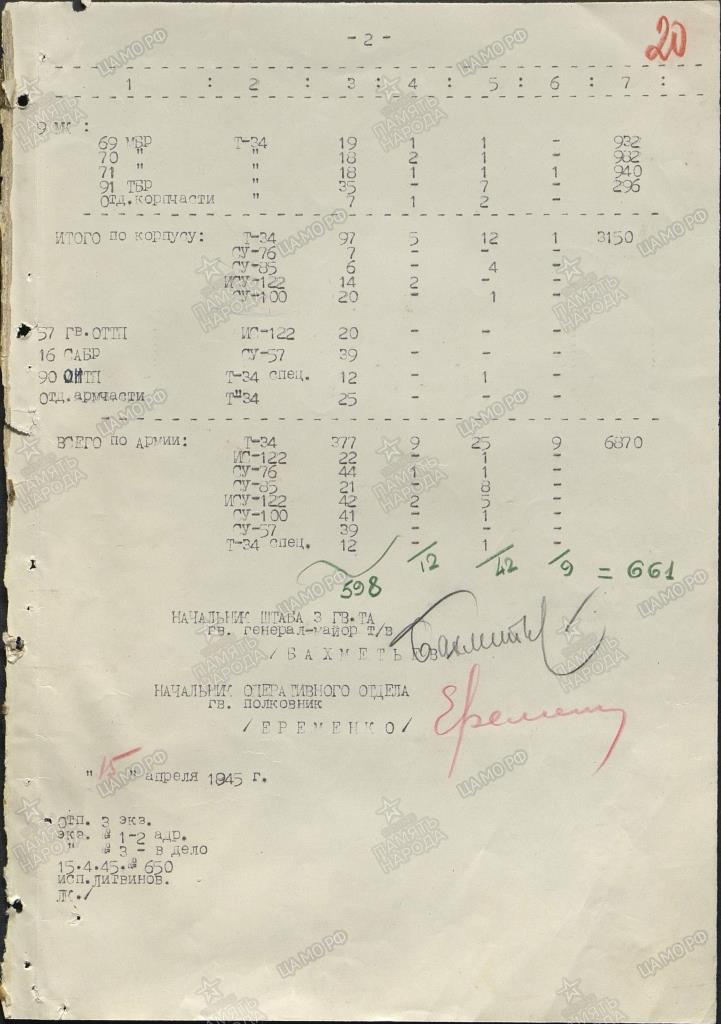 - 2 -
20
1 : 2 : 3 : 4 : 5 : 6 : 7 :
9 МК :
69 МБР Т-34 19 1 1 - 932
70 " " 18 2 1 - 982
71 " " 18 1 1 1 940
91 ТБР " 35 - 7 - 296
Отд.корпчасти " 7 1 2 -
ИТОГО по корпусу: Т-34 97 5 12 1 3150
СУ-76 7 - - -
СУ-85 6 - 4 -
ИСУ-122 14 2 - -
СУ-100 20 - 1 -
57 гв.ОТТП ИС-122 20 - - -
16 САБР СУ-57 39 - - -
90 ОИТП Т-34 спец. 12 - 1 -
Отд.армчасти Т"34 25 - - -
ВСЕГО по АРМИИ: Т-34 377 9 25 9 6870
ИС-122 22 - 1 -
СУ-76 44 1 1 -
СУ-85 21 - 8 -
ИСУ-122 42 2 5 -
СУ-100 41 - 1 -
СУ-57 39 - - -
Т-34 спец. 12 - 1 -
598 /12 /42 /9 = 661
НАЧАЛЬНИК ШТАБА 3 ГВ.ТА
гв. генерал-майор т/в
/ Б А Х М Е Т Ь Е В
НАЧАЛЬНИК ОПЕРАТИВНОГО ОТДЕЛА
гв. полковник
/ Е Р Е М Е Н К О /
" 15 " апреля 1945 г.
Отп. 3 экз.
экз. № 1-2 адр.
" № 3 - в дело
15.4.45.№ 650
исп.Литвинов.
ЛК./
ЦАМО РФ
ПАМЯТЬ НАРОДА